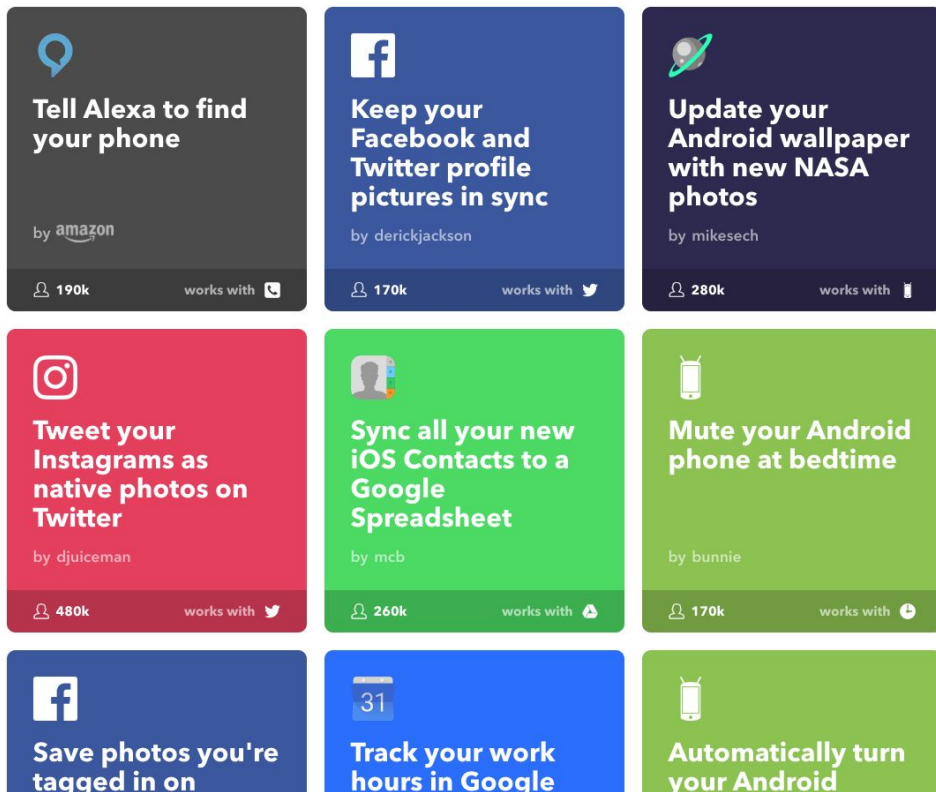 Tell Alexa to find
your phone
by amazon
190k works with
Keep your
Facebook and
Twitter profile
pictures in sync
by derickjackson
170k works with
Update your
Android wallpaper
with new NASA
photos
by mikesech
280k works with
Tweet your
Instagrams as
native photos on
Twitter
by djuiceman
480k works with
Sync all your new
iOS Contacts to a
Google
Spreadsheet
by mcb
260k works with
Mute your Android
phone at bedtime
by bunnie
170k works with
Save photos you're
tagged in on
31
Track your work
hours in Google
Automatically turn
your Android